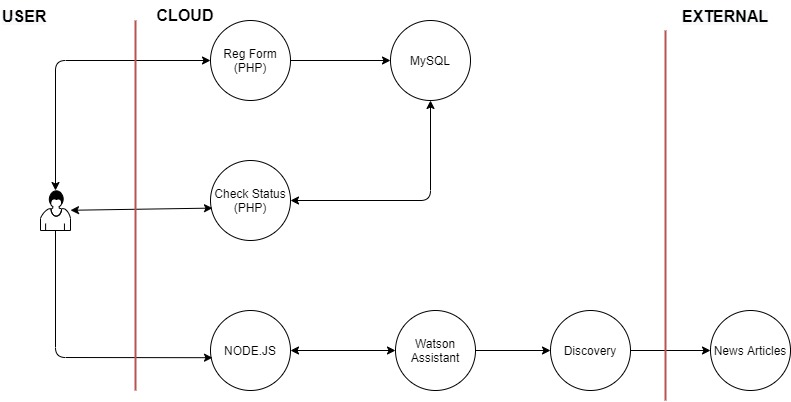 USER
CLOUD
EXTERNAL
Reg Form
(PHP)
MySQL
Check Status
(PHP)
NODE.JS
Watson
Assistant
Discovery
News Articles